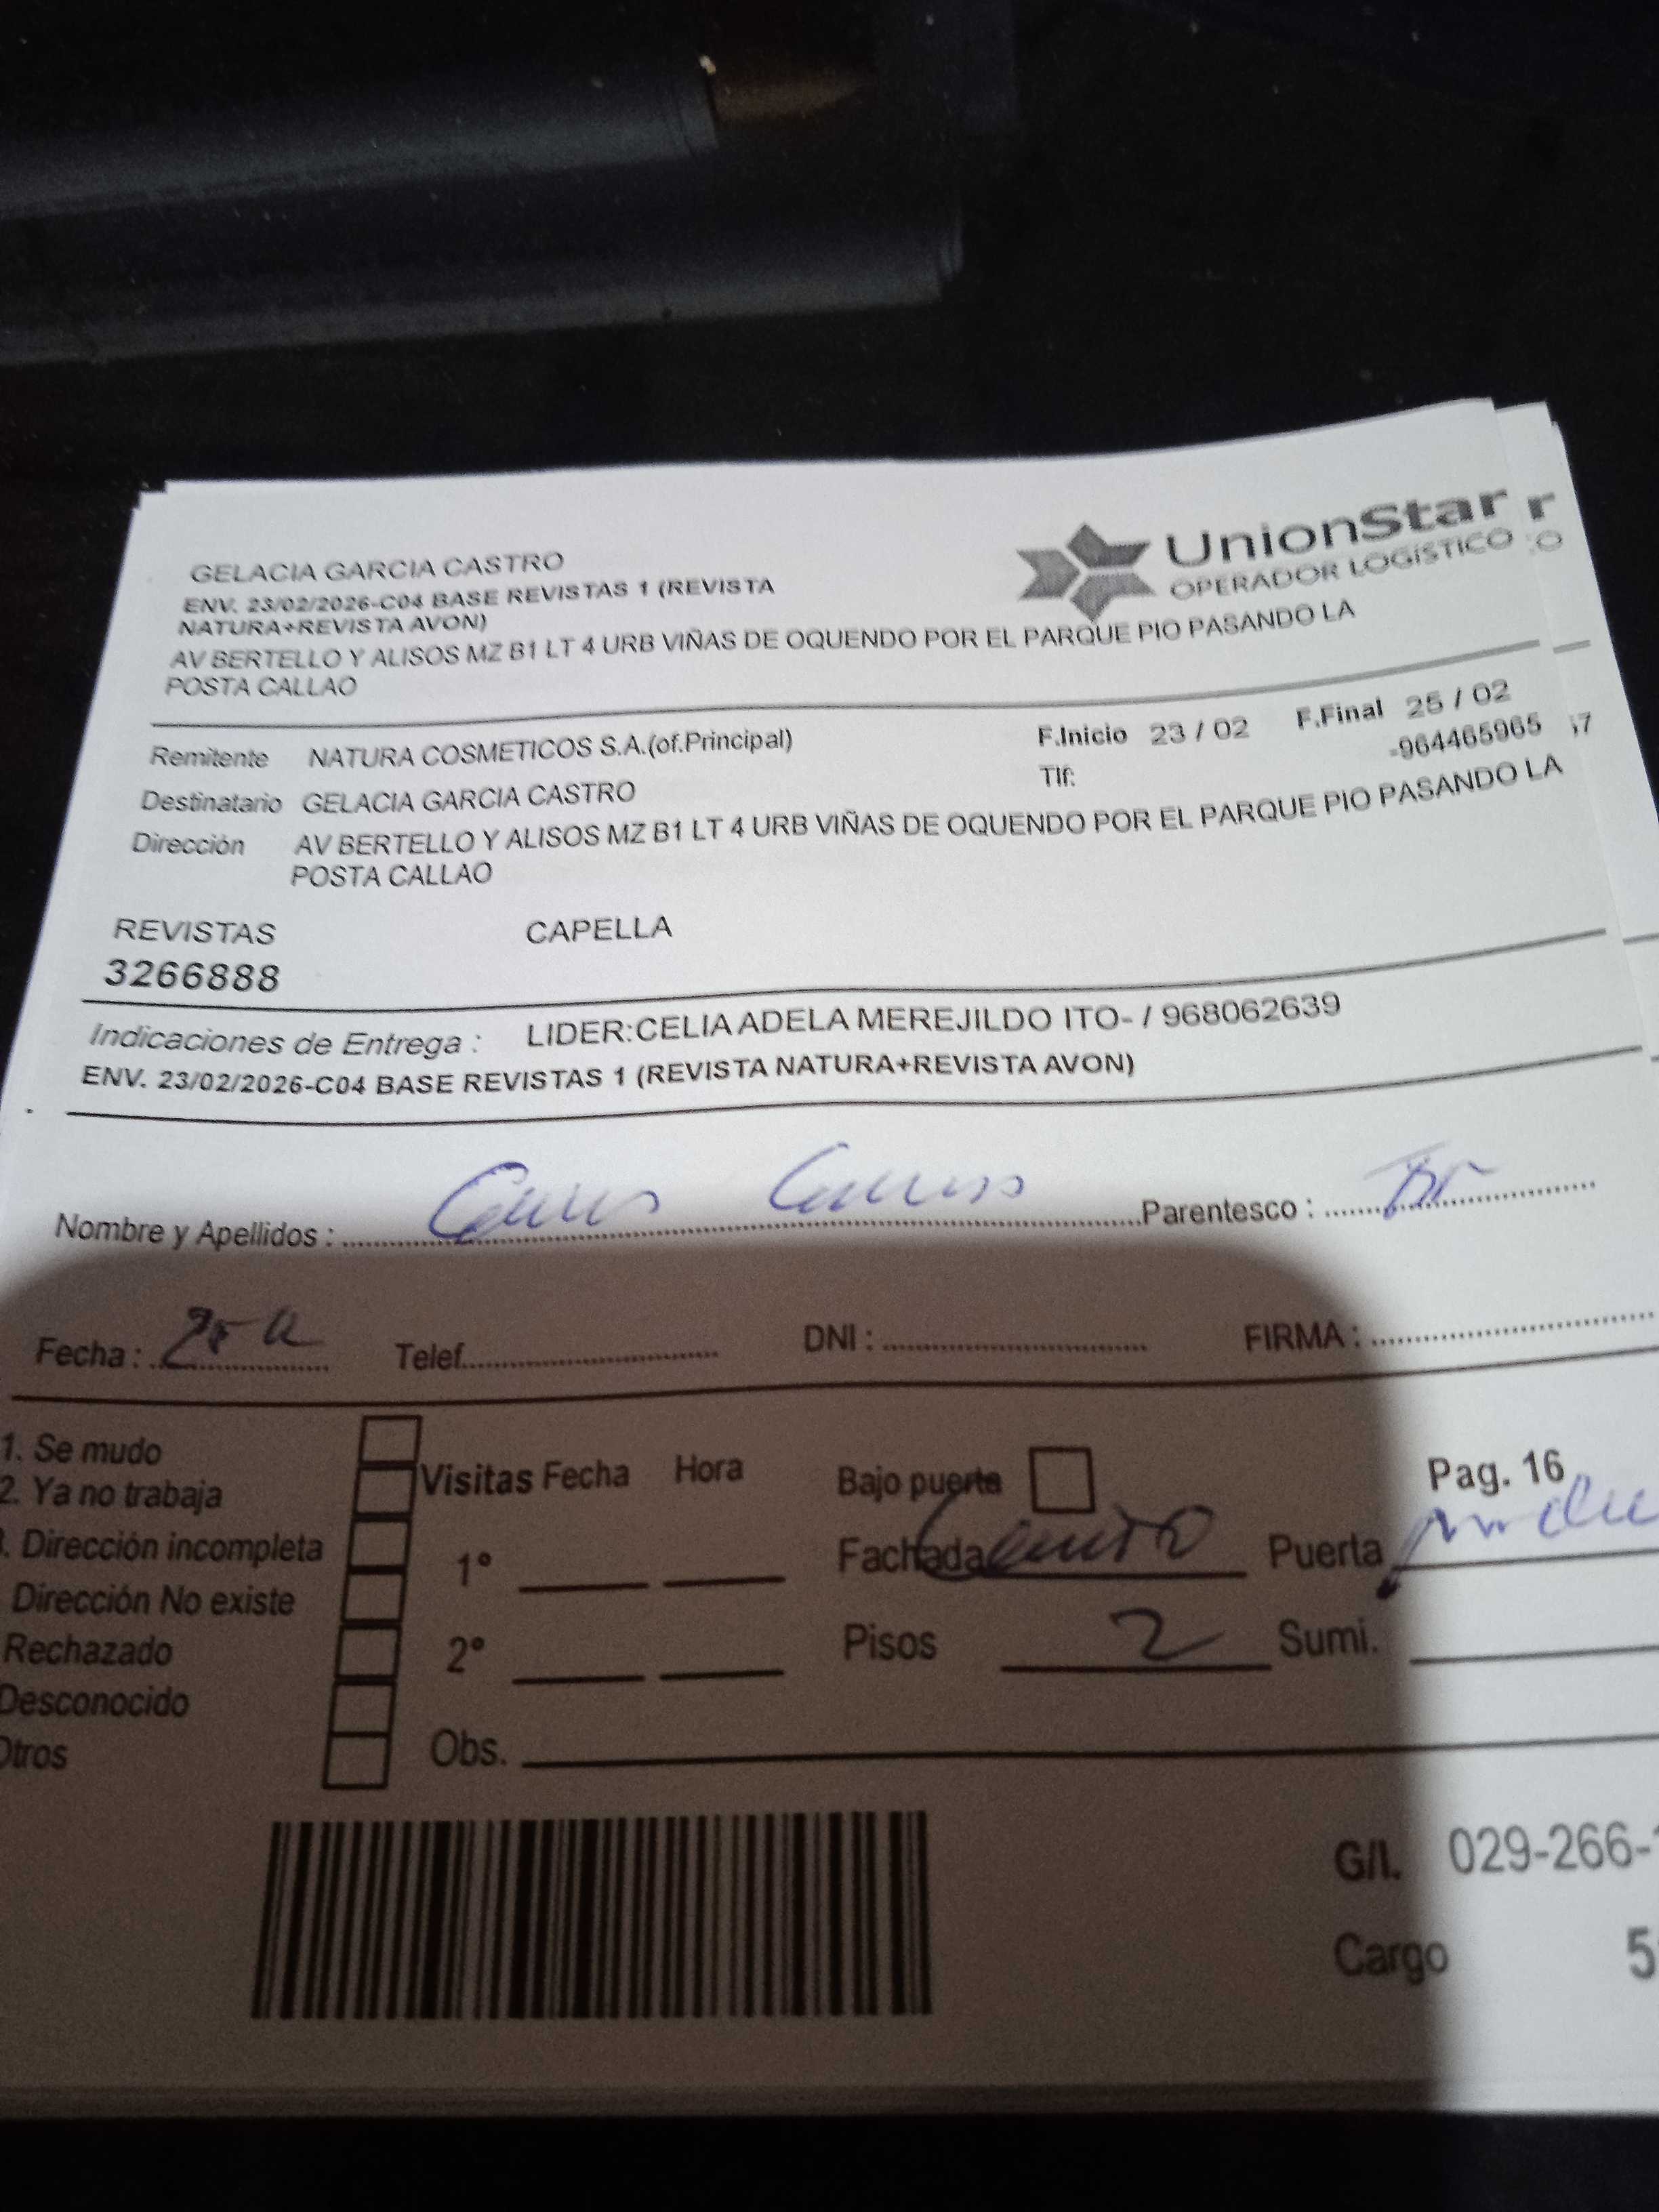 GELACIA GARCIA CASTRO
ENV. 23/02/2026-C04 BASE REVISTAS 1 (REVISTA
NATURA+REVISTA AVON)
AV BERTELLO Y ALISOS MZ B1 LT 4 URB VIÑAS DE OQUENDO POR EL PARQUE PIO PASANDO LA
POSTA CALLAO
UnionStar r
OPERADOR LOGÍSTICO O
Remitente NATURA COSMETICOS S.A.(of.Principal) F.Inicio 23 / 02 F.Final 25 / 02
Destinatario GELACIA GARCIA CASTRO Tlf: -964465965 7
Dirección AV BERTELLO Y ALISOS MZ B1 LT 4 URB VIÑAS DE OQUENDO POR EL PARQUE PIO PASANDO LA
POSTA CALLAO
REVISTAS CAPELLA
3266888
Indicaciones de Entrega : LIDER:CELIA ADELA MEREJILDO ITO- / 968062639
ENV. 23/02/2026-C04 BASE REVISTAS 1 (REVISTA NATURA+REVISTA AVON)
Nombre y Apellidos : Parentesco :
Fecha : Telef. DNI : FIRMA :
1. Se mudo
2. Ya no trabaja
. Dirección incompleta
Dirección No existe
Rechazado
Desconocido
Otros
Visitas Fecha Hora
1º
2º
Obs.
Bajo puerta
Fachada Puerta
Pisos 2 Sumi.
Pag. 16
G/I. 029-266-
Cargo 5